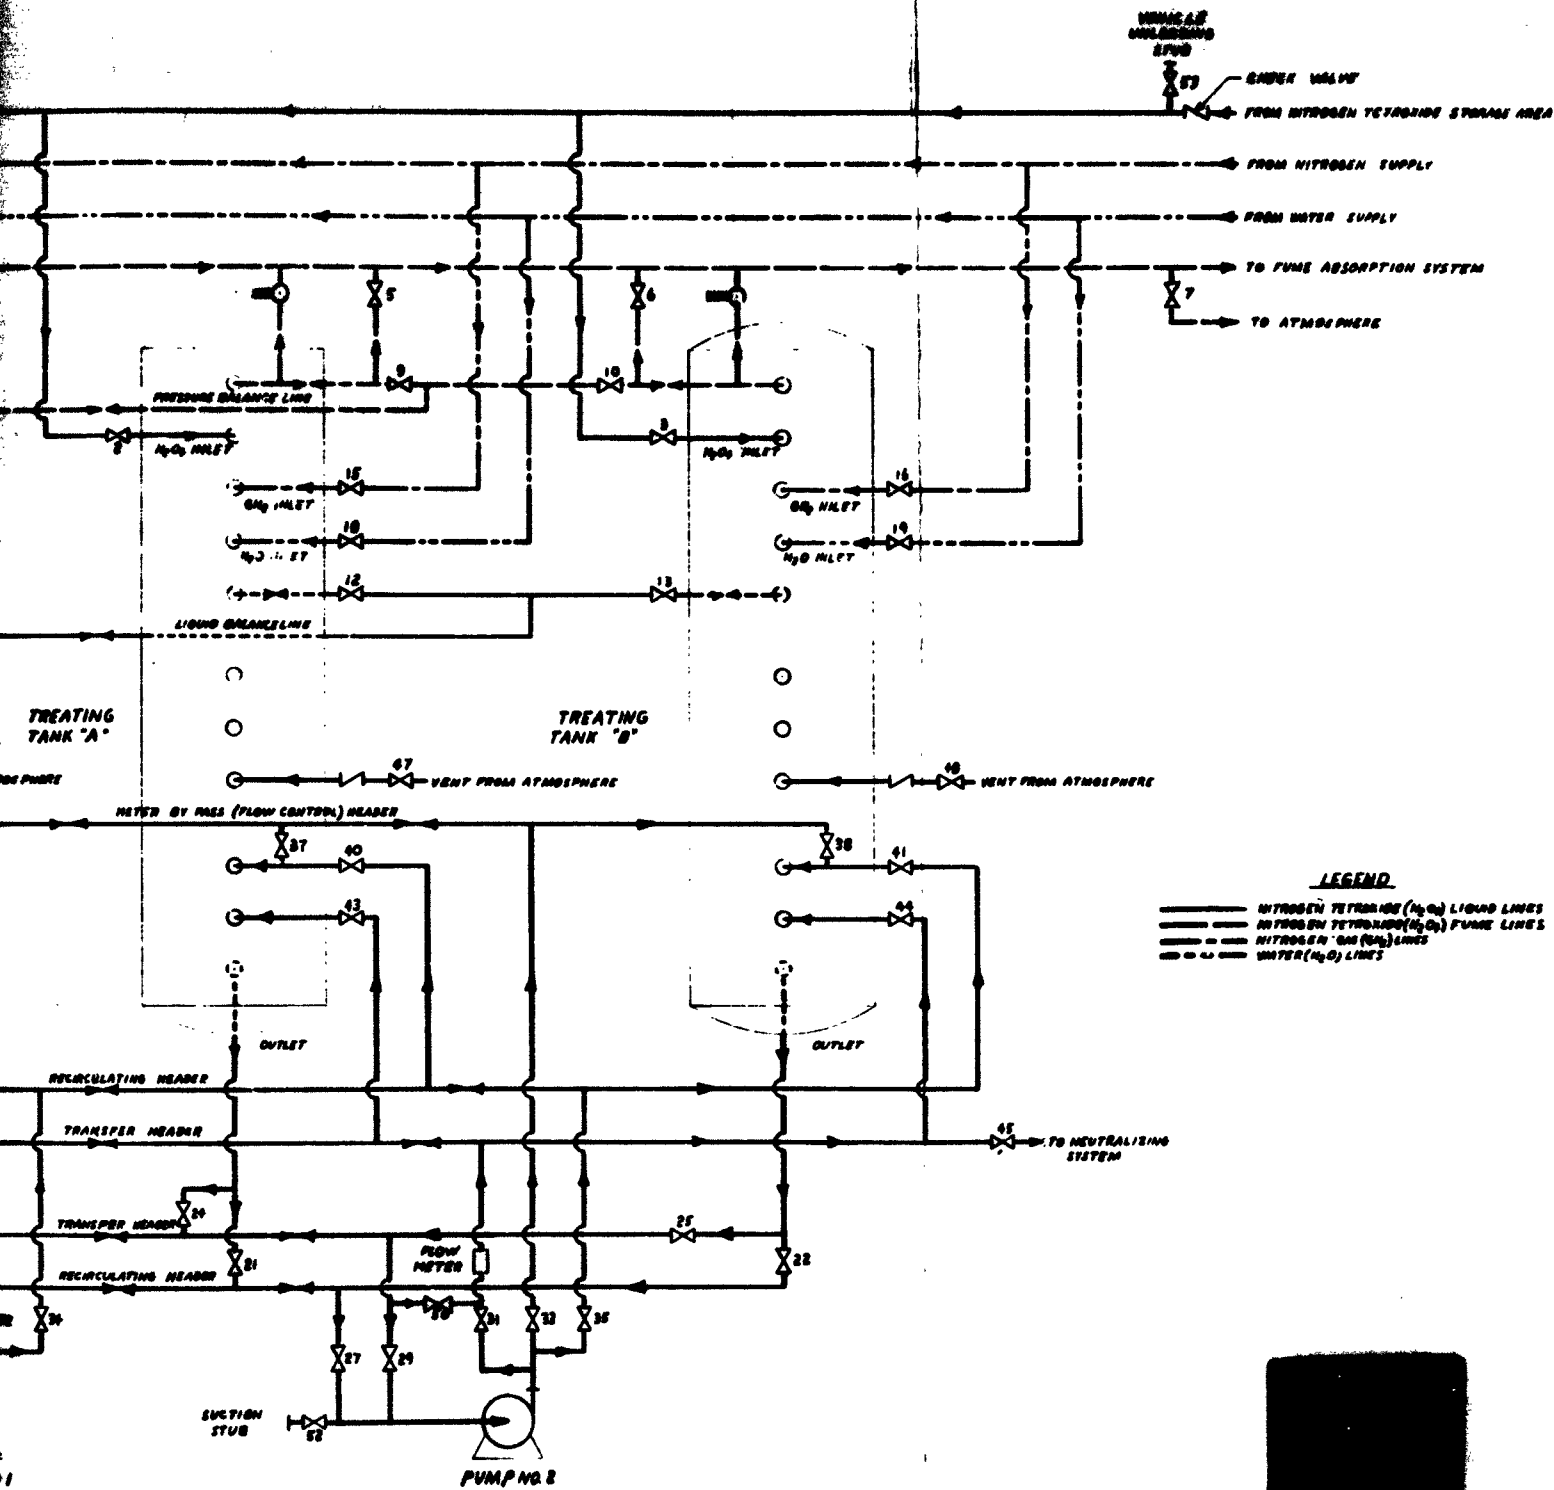 VEHICLE
UNLOADING
STUB
53
CHECK VALVE
FROM NITROGEN TETROXIDE STORAGE AREA
FROM NITROGEN SUPPLY
FROM WATER SUPPLY
TO FUME ABSORPTION SYSTEM
5
6
7
TO ATMOSPHERE
9
10
PRESSURE BALANCE LINE
2
N2O4 INLET
3
N2O4 INLET
15
GN2 INLET
16
GN2 INLET
18
H2O INLET
19
H2O INLET
12
13
LIQUID BALANCE LINE
TREATING
TANK "A"
TREATING
TANK "B"
47
VENT FROM ATMOSPHERE
48
VENT FROM ATMOSPHERE
METER BY PASS (FLOW CONTROL) HEADER
37
40
38
41
43
44
LEGEND
NITROGEN TETROXIDE (N2O4) LIQUID LINES
NITROGEN TETROXIDE (N2O4) FUME LINES
NITROGEN GAS (GN2) LINES
WATER (H2O) LINES
OUTLET
OUTLET
RECIRCULATING HEADER
TRANSFER HEADER
45
TO NEUTRALIZING
SYSTEM
24
TRANSFER HEADER
25
FLOW
METER
21
22
RECIRCULATING HEADER
34
31
32
35
27
29
SUCTION
STUB
52
PUMP NO. 2